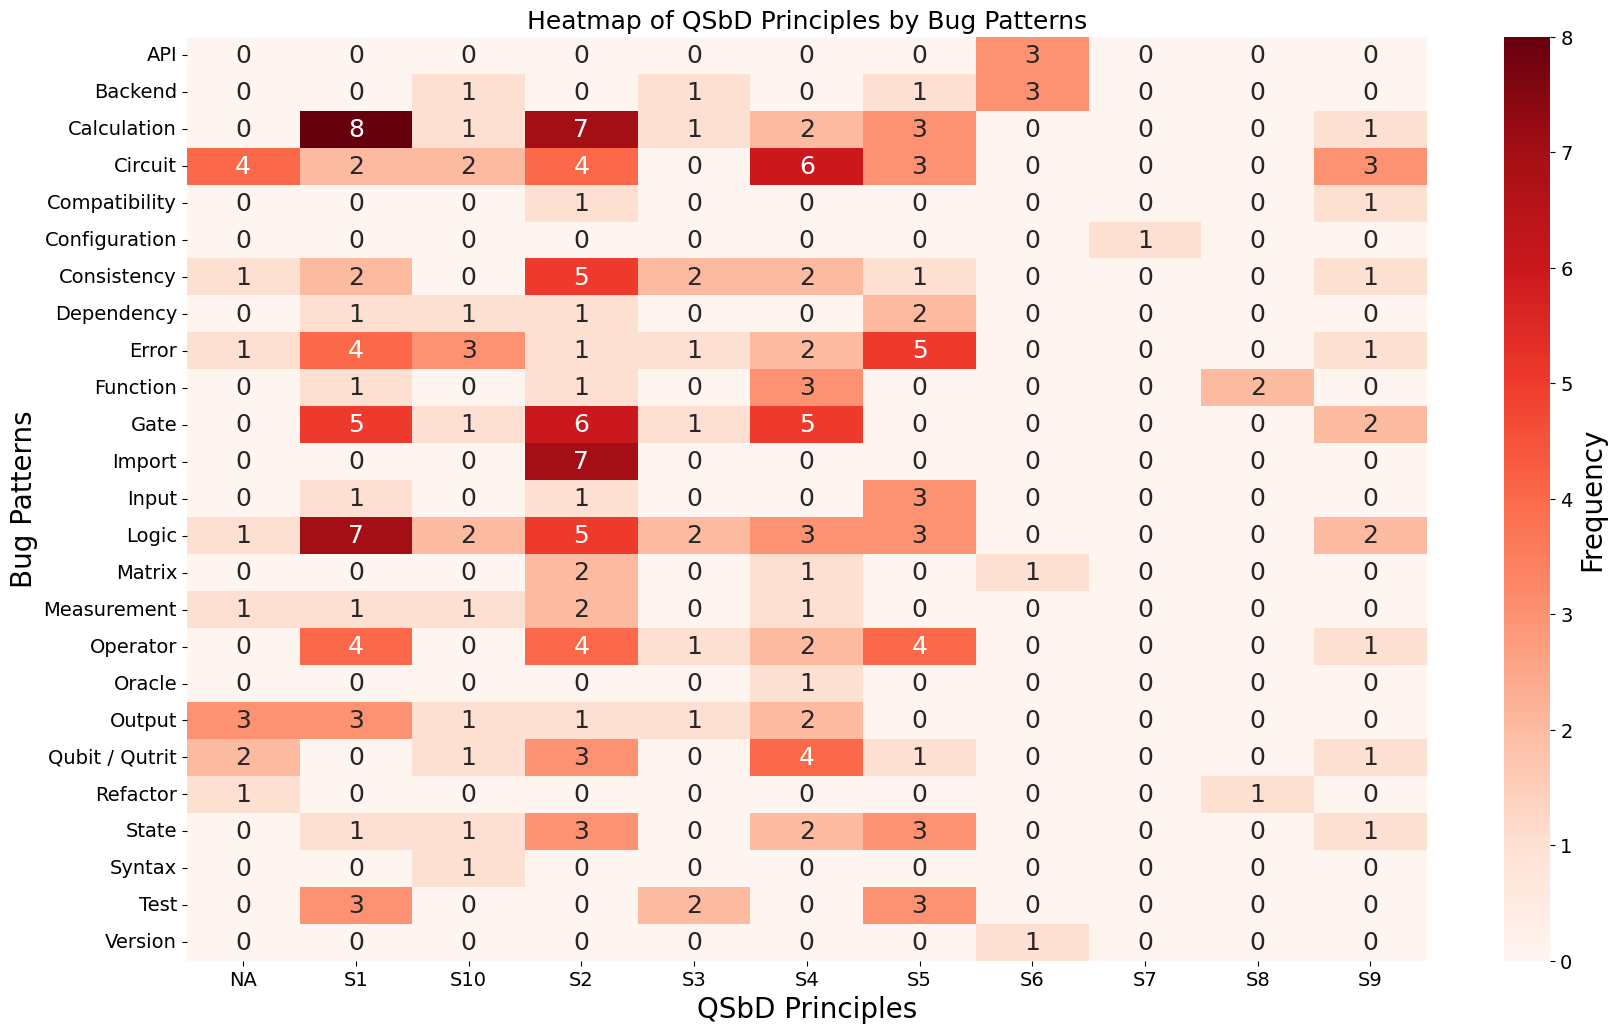 Heatmap of QSbD Principles by Bug Patterns
API 0 0 0 0 0 0 0 3 0 0 0
Backend 0 0 1 0 1 0 1 3 0 0 0
Calculation 0 8 1 7 1 2 3 0 0 0 1
Circuit 4 2 2 4 0 6 3 0 0 0 3
Compatibility 0 0 0 1 0 0 0 0 0 0 1
Configuration 0 0 0 0 0 0 0 0 1 0 0
Consistency 1 2 0 5 2 2 1 0 0 0 1
Dependency 0 1 1 1 0 0 2 0 0 0 0
Error 1 4 3 1 1 2 5 0 0 0 1
Function 0 1 0 1 0 3 0 0 0 2 0
Gate 0 5 1 6 1 5 0 0 0 0 2
Import 0 0 0 7 0 0 0 0 0 0 0
Input 0 1 0 1 0 0 3 0 0 0 0
Logic 1 7 2 5 2 3 3 0 0 0 2
Matrix 0 0 0 2 0 1 0 1 0 0 0
Measurement 1 1 1 2 0 1 0 0 0 0 0
Operator 0 4 0 4 1 2 4 0 0 0 1
Oracle 0 0 0 0 0 1 0 0 0 0 0
Output 3 3 1 1 1 2 0 0 0 0 0
Qubit / Qutrit 2 0 1 3 0 4 1 0 0 0 1
Refactor 1 0 0 0 0 0 0 0 0 1 0
State 0 1 1 3 0 2 3 0 0 0 1
Syntax 0 0 1 0 0 0 0 0 0 0 0
Test 0 3 0 0 2 0 3 0 0 0 0
Version 0 0 0 0 0 0 0 1 0 0 0
NA S1 S10 S2 S3 S4 S5 S6 S7 S8 S9
QSbD Principles
Bug Patterns
8
7
6
5
4
3
2
1
0
Frequency